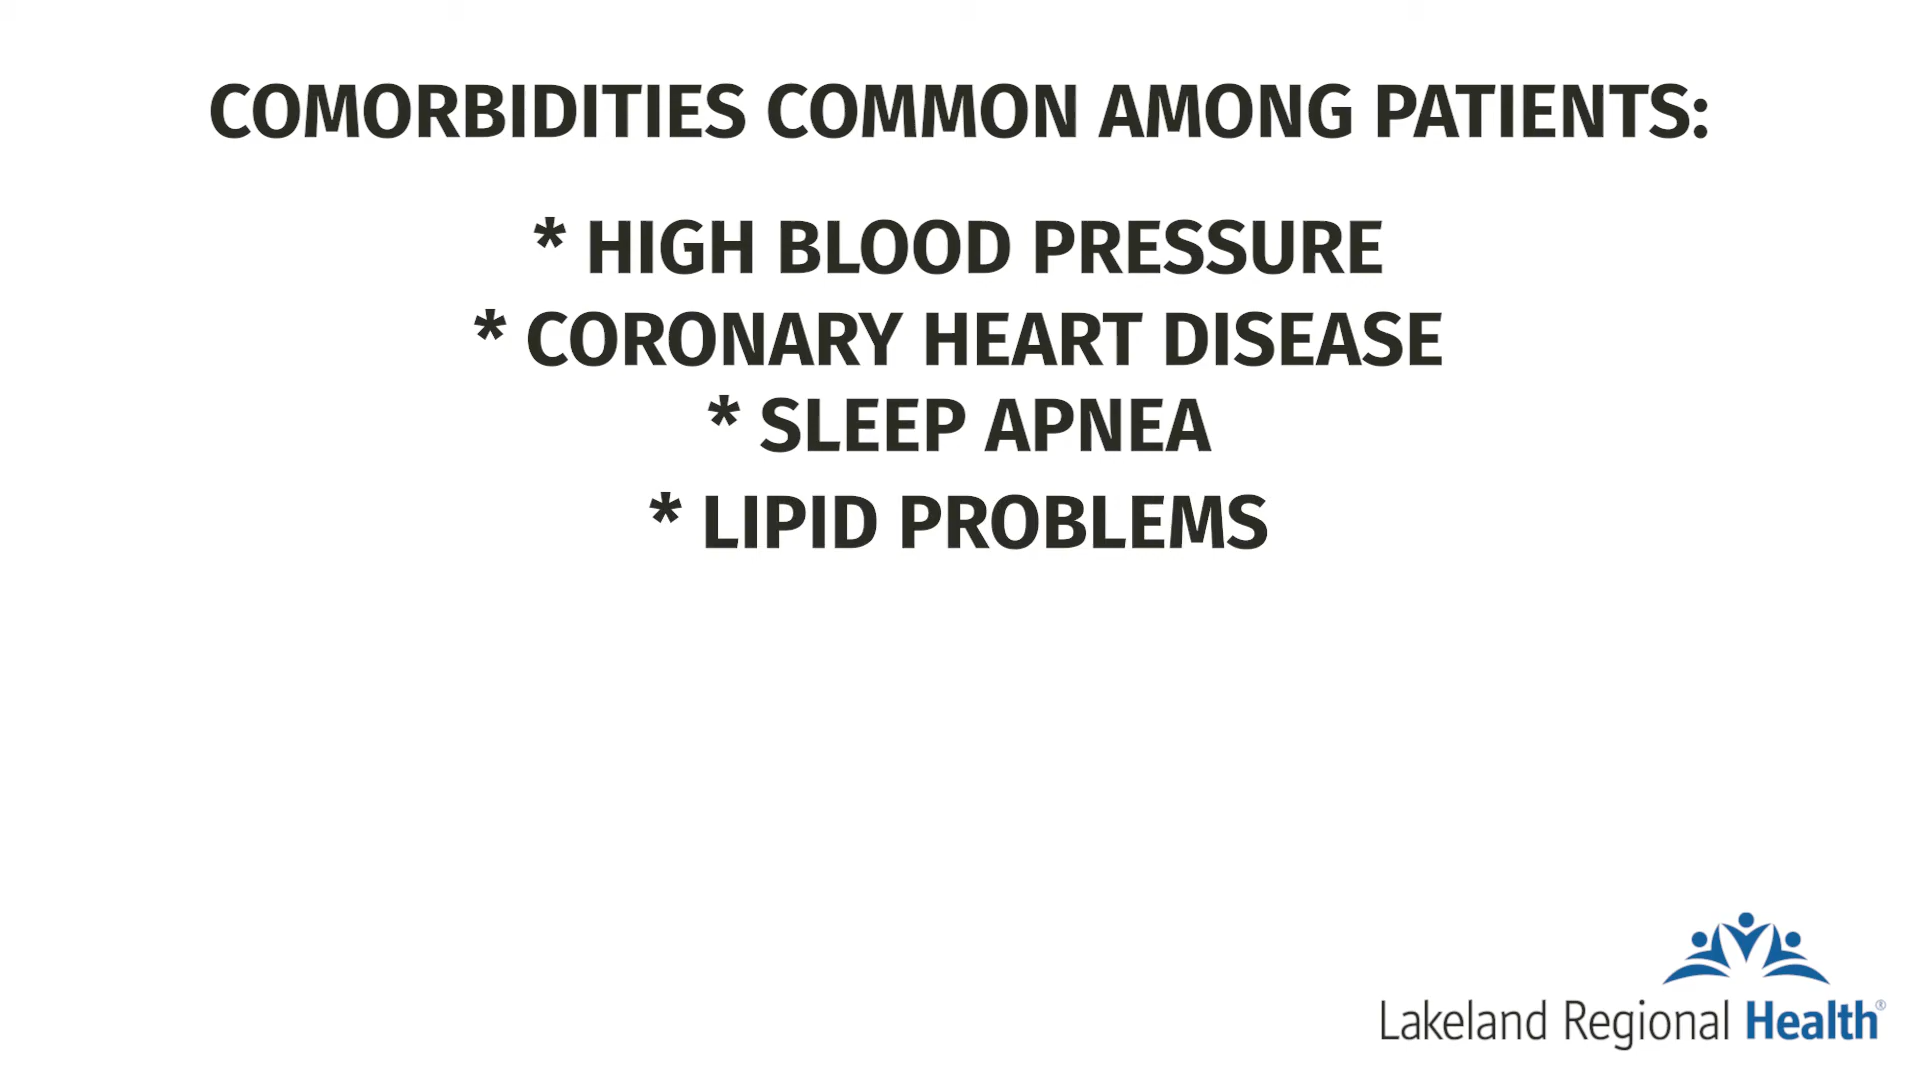 COMORBIDITIES COMMON AMONG PATIENTS:
* HIGH BLOOD PRESSURE
* CORONARY HEART DISEASE
* SLEEP APNEA
* LIPID PROBLEMS
Lakeland Regional Health®